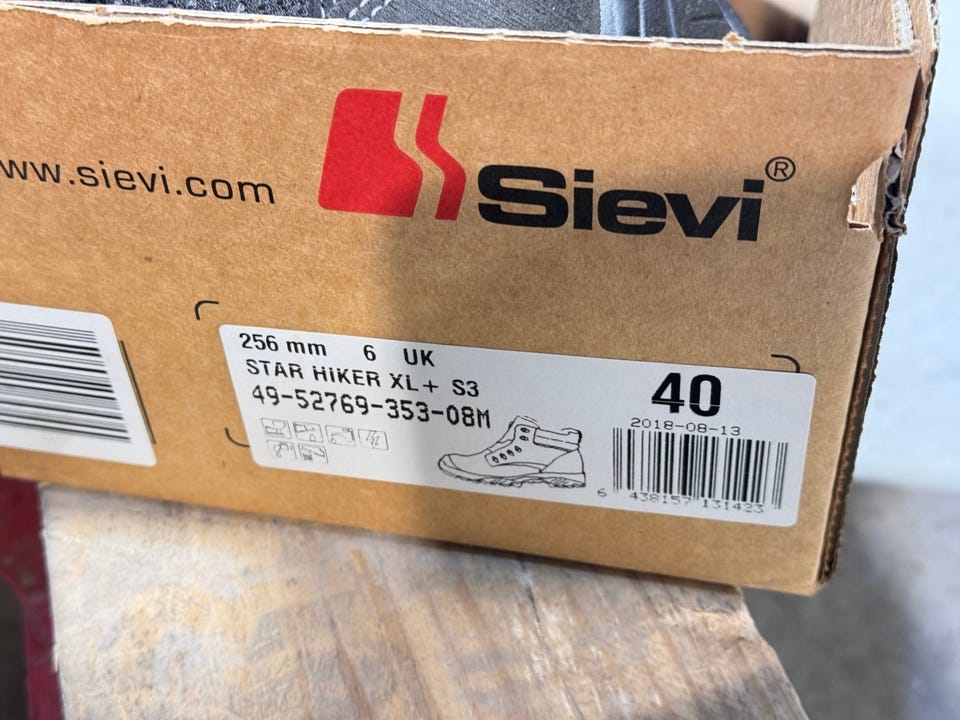 www.sievi.com
Sievi®
256 mm 6 UK
STAR HiKER XL+ S3
49-52769-353-08M
40
2018-08-13
6 438157 131423